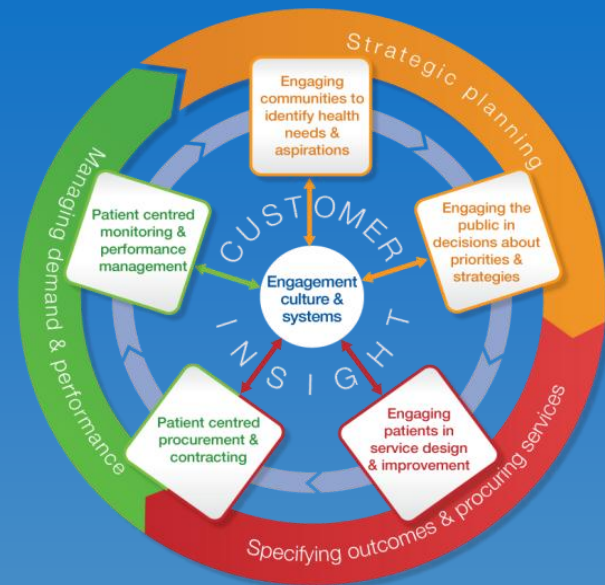 Strategic planning
Engaging
communities to
identify health
needs &
aspirations
Managing demand & performance
Patient centred
monitoring &
performance
management
CUSTOMER
Engaging the
public in
decisions about
priorities &
strategies
Engagement
culture &
systems
INSIGHT
Patient centred
procurement &
contracting
Engaging
patients in
service design
& improvement
Specifying outcomes & procuring services